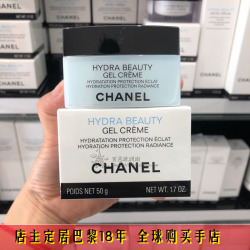 HYDRA BEAUTY
GEL CRÈME
HYDRATATION PROTECTION ÉCLAT
HYDRATION PROTECTION RADIANCE
CHANEL
HYDRA BEAUTY
GEL CRÈME
HYDRATATION PROTECTION ÉCLAT
HYDRATION PROTECTION RADIANCE
CHANEL
POIDS NET 50 g
NET WT. 1.7 OZ.
店主定居巴黎18年 全球购买手店